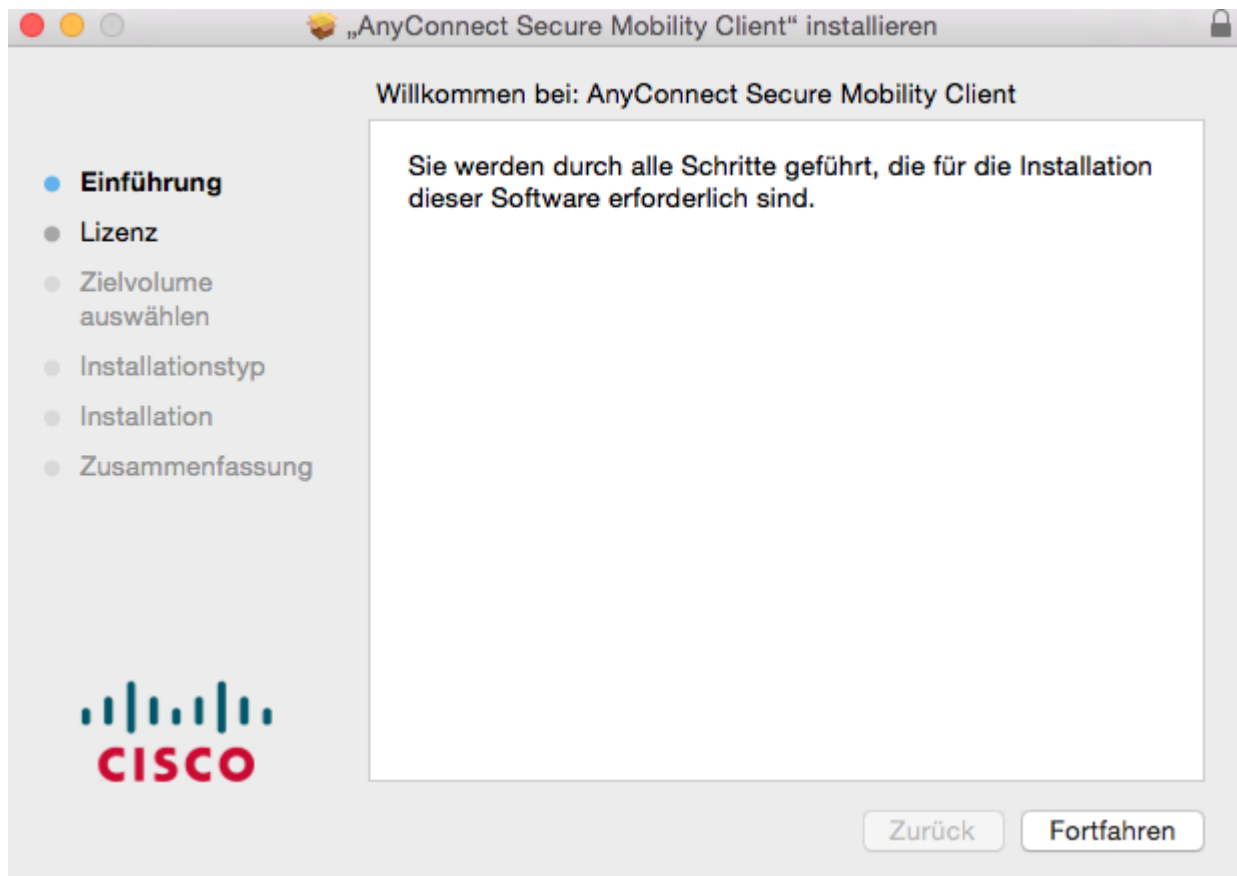 „AnyConnect Secure Mobility Client“ installieren
Willkommen bei: AnyConnect Secure Mobility Client
Einführung
Lizenz
Zielvolume
auswählen
Installationstyp
Installation
Zusammenfassung
Sie werden durch alle Schritte geführt, die für die Installation
dieser Software erforderlich sind.
CISCO
Zurück
Fortfahren